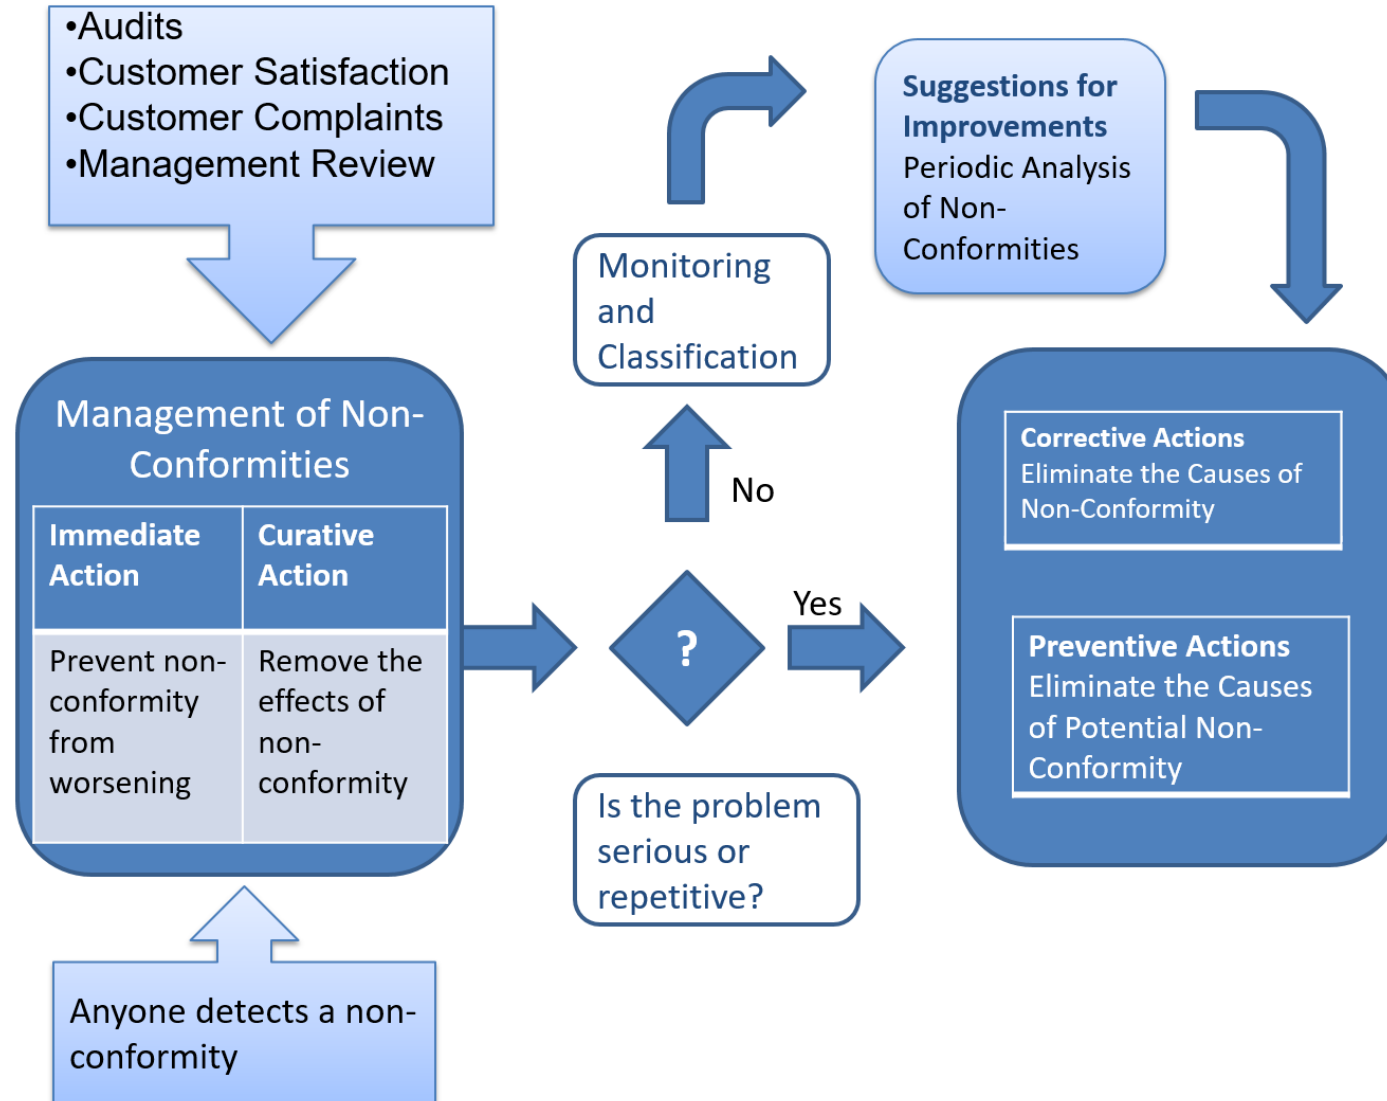 •Audits
•Customer Satisfaction
•Customer Complaints
•Management Review
Management of Non-
Conformities
Immediate
Action
Curative
Action
Prevent non-
conformity
from
worsening
Remove the
effects of
non-
conformity
Anyone detects a non-
conformity
?
Is the problem
serious or
repetitive?
No
Monitoring
and
Classification
Suggestions for
Improvements
Periodic Analysis
of Non-
Conformities
Yes
Corrective Actions
Eliminate the Causes of
Non-Conformity
Preventive Actions
Eliminate the Causes
of Potential Non-
Conformity